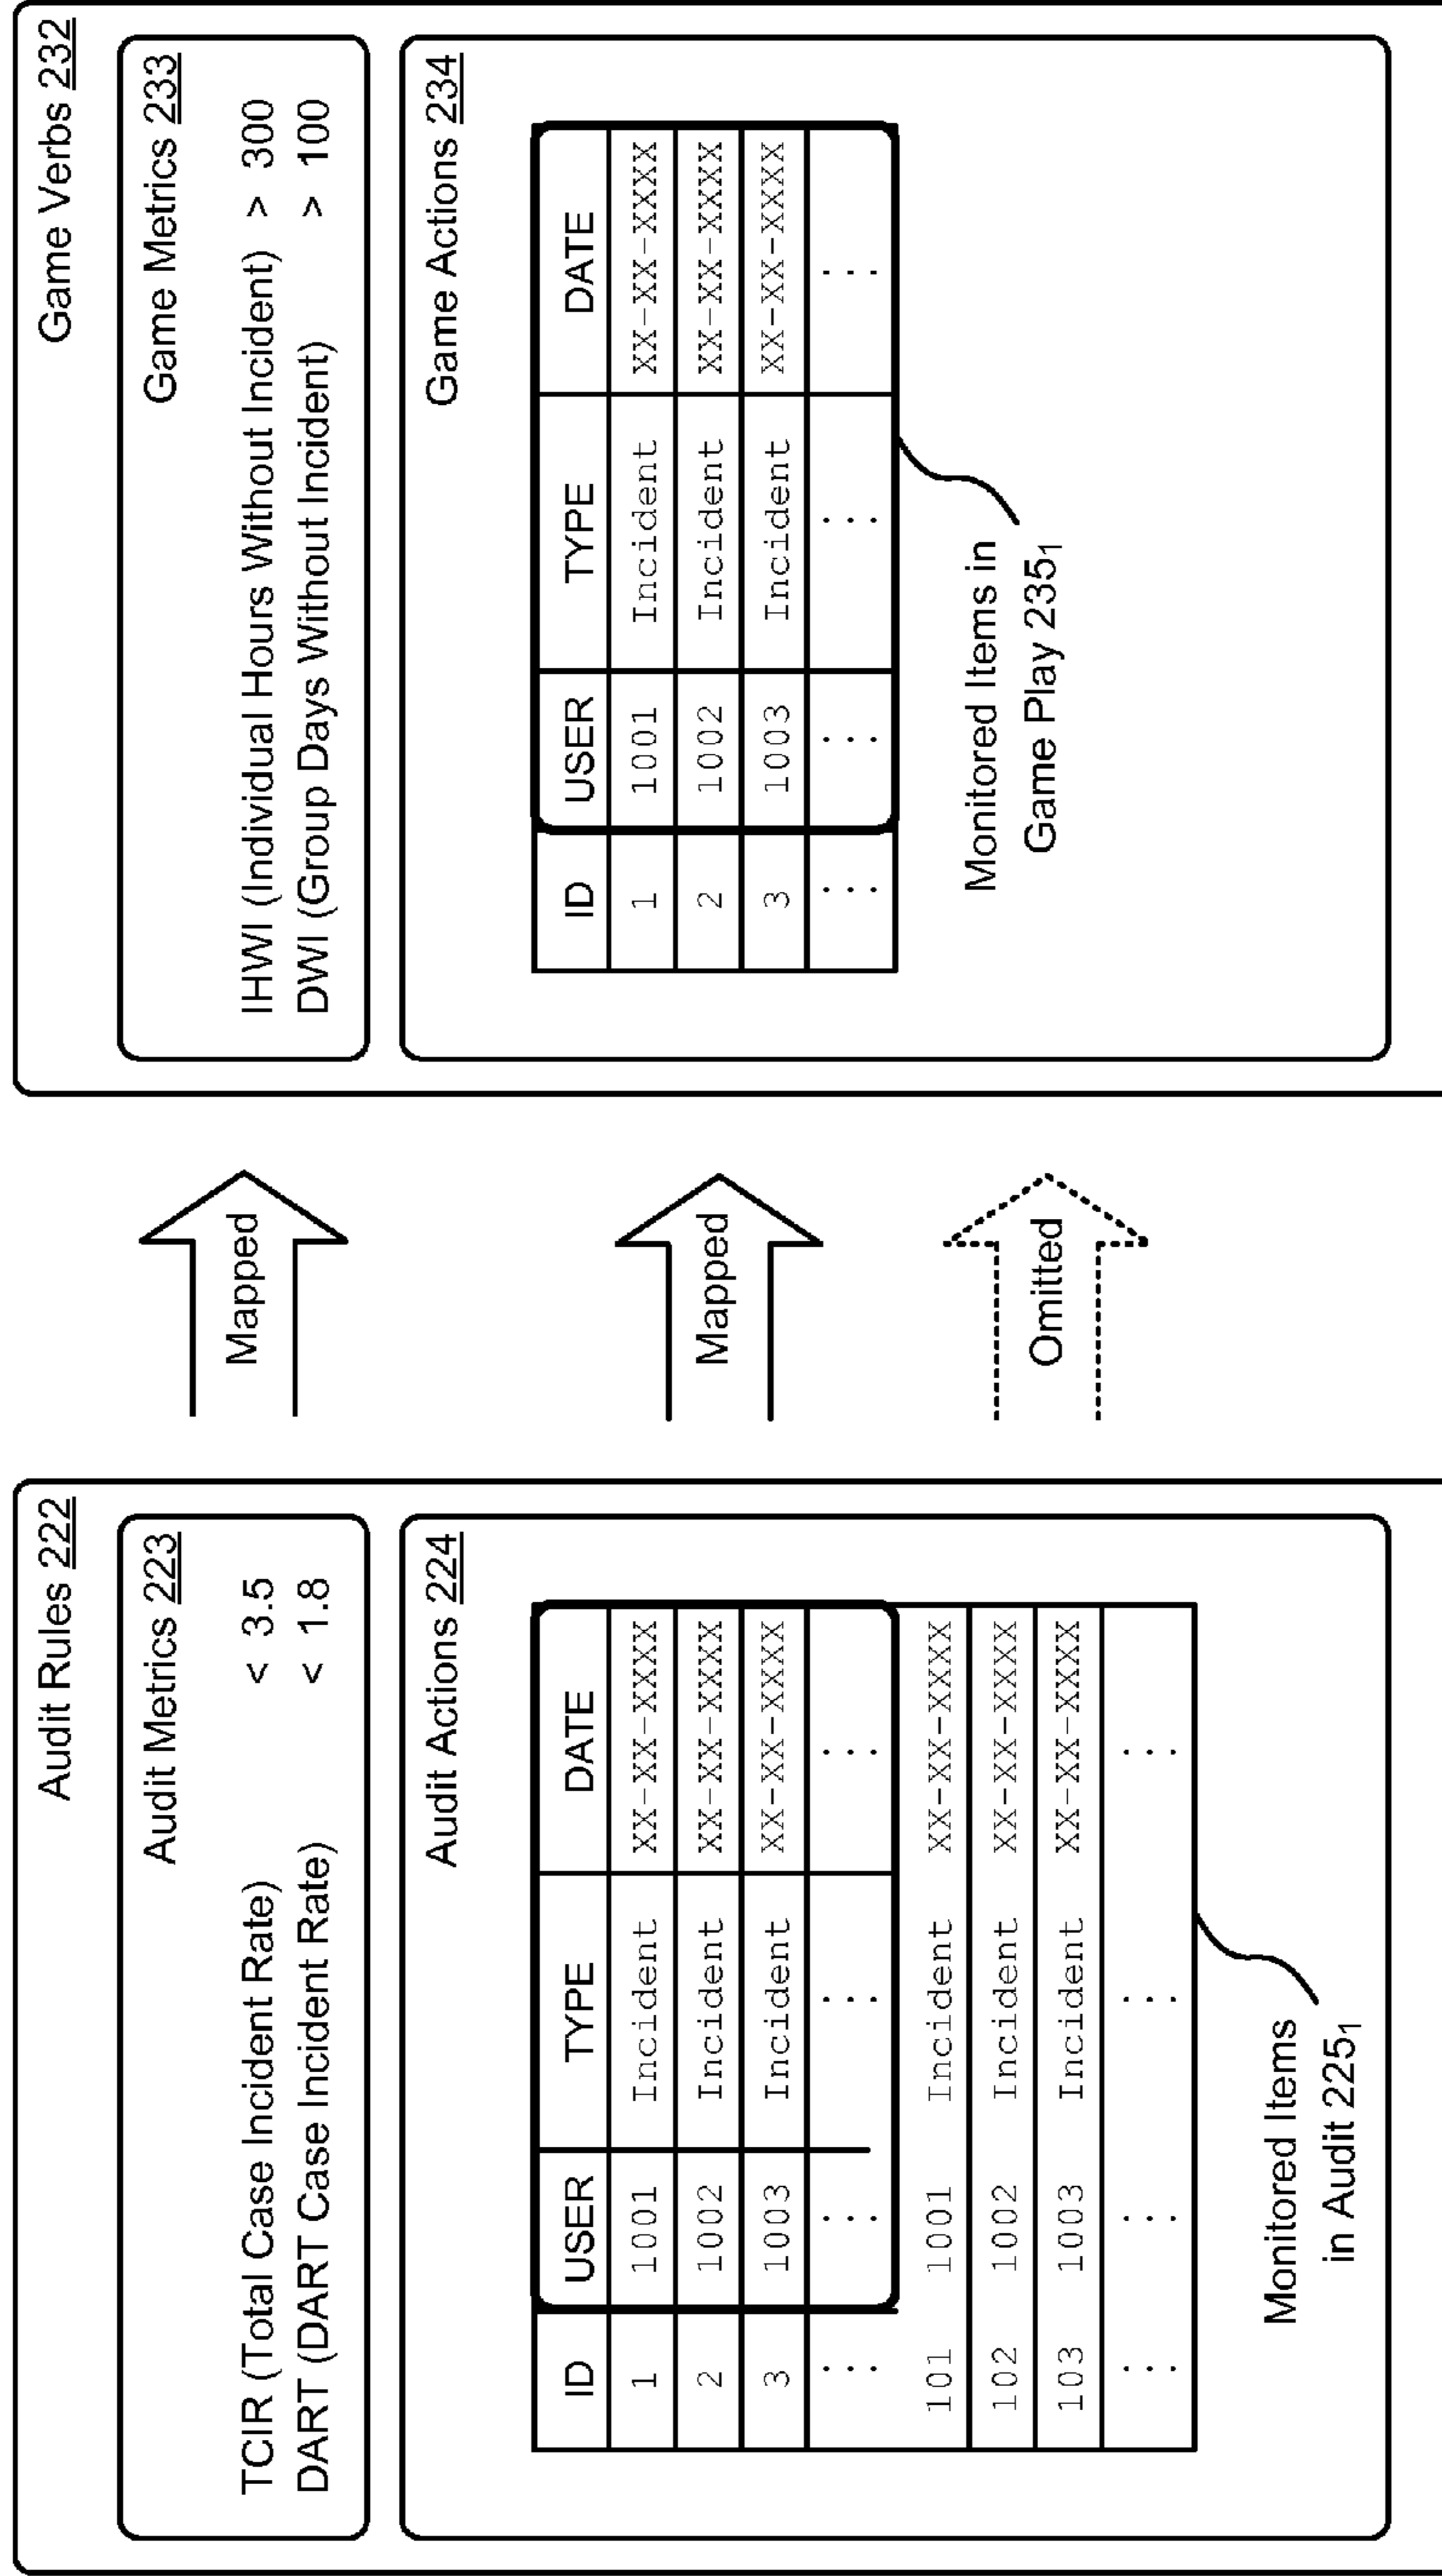 Audit Rules 222
Audit Metrics 223
TCIR (Total Case Incident Rate) < 3.5
DART (DART Case Incident Rate) < 1.8
Audit Actions 224
ID USER TYPE DATE
1 1001 Incident XX-XX-XXXX
2 1002 Incident XX-XX-XXXX
3 1003 Incident XX-XX-XXXX
... ... ... ...
101 1001 Incident XX-XX-XXXX
102 1002 Incident XX-XX-XXXX
103 1003 Incident XX-XX-XXXX
... ... ... ...
Monitored Items
in Audit 225₁
Mapped
Mapped
Omitted
Game Verbs 232
Game Metrics 233
IHWI (Individual Hours Without Incident) > 300
DWI (Group Days Without Incident) > 100
Game Actions 234
ID USER TYPE DATE
1 1001 Incident XX-XX-XXXX
2 1002 Incident XX-XX-XXXX
3 1003 Incident XX-XX-XXXX
... ... ... ...
Monitored Items in
Game Play 235₁